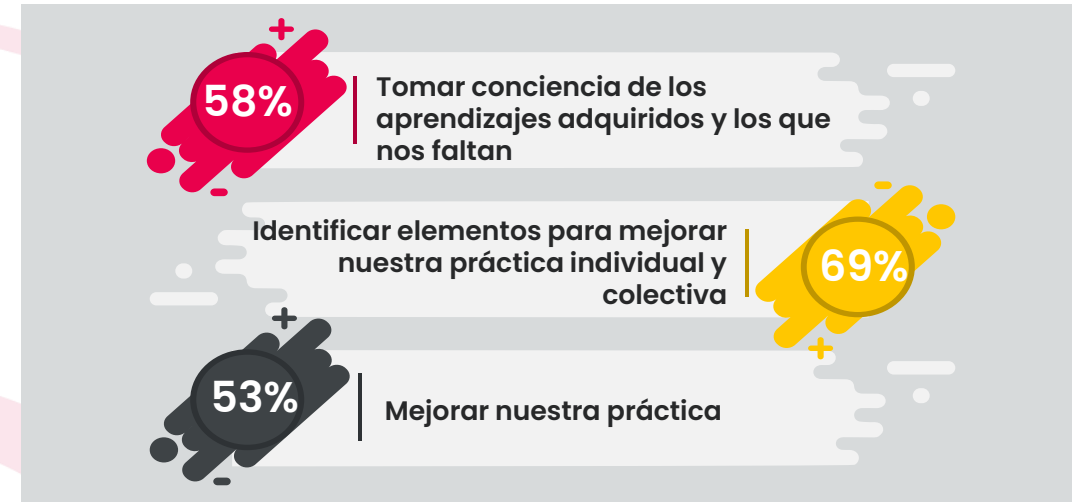 58%
Tomar conciencia de los
aprendizajes adquiridos y los que
nos faltan
Identificar elementos para mejorar
nuestra práctica individual y
colectiva
69%
53%
Mejorar nuestra práctica